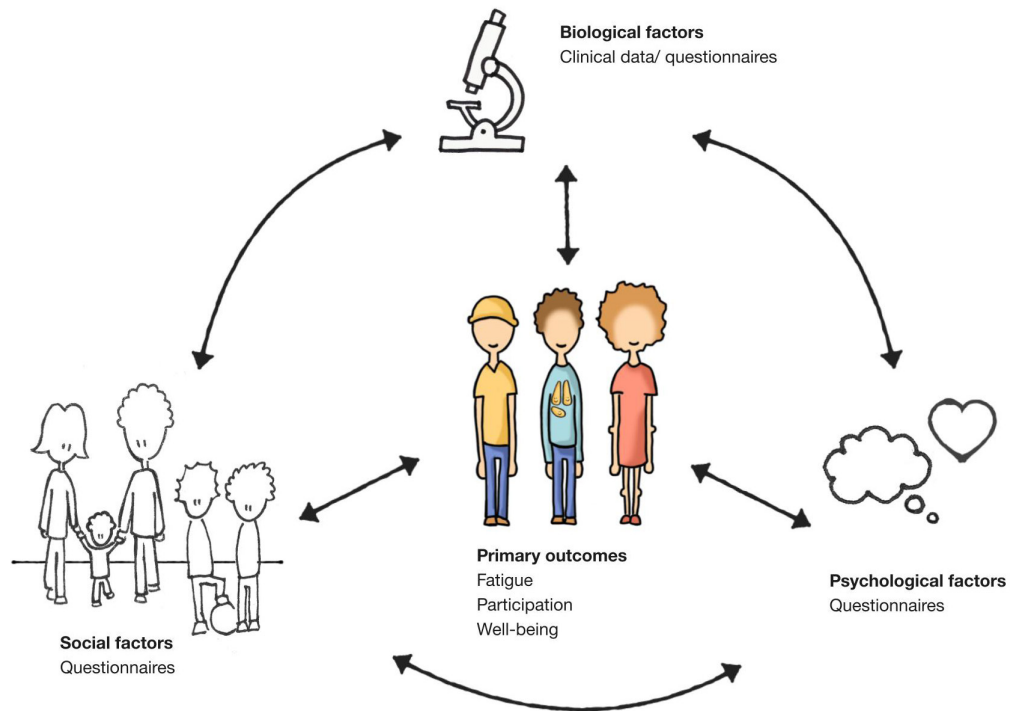 Biological factors
Clinical data/ questionnaires
Primary outcomes
Fatigue
Participation
Well-being
Psychological factors
Questionnaires
Social factors
Questionnaires